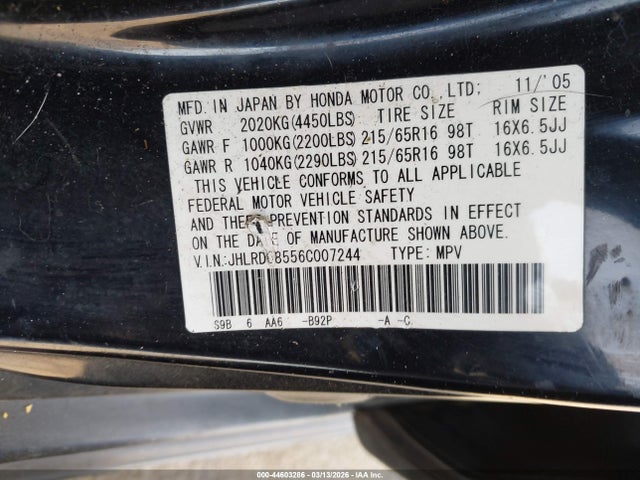 MFD. IN JAPAN BY HONDA MOTOR CO., LTD; 11/'05
GVWR 2020KG(4450LBS) TIRE SIZE RIM SIZE
GAWR F 1000KG(2200LBS) 215/65R16 98T 16X6.5JJ
GAWR R 1040KG(2290LBS) 215/65R16 98T 16X6.5JJ
THIS VEHICLE CONFORMS TO ALL APPLICABLE
FEDERAL MOTOR VEHICLE SAFETY
AND THEFT PREVENTION STANDARDS IN EFFECT
ON THE DATE OF MANUFACTURE SHOWN ABOVE.
V.I.N.: TYPE: MPV
S9B 6 AA6 -B92P -A -C
000-44603266 | 03/13/2026 | IAA Inc.